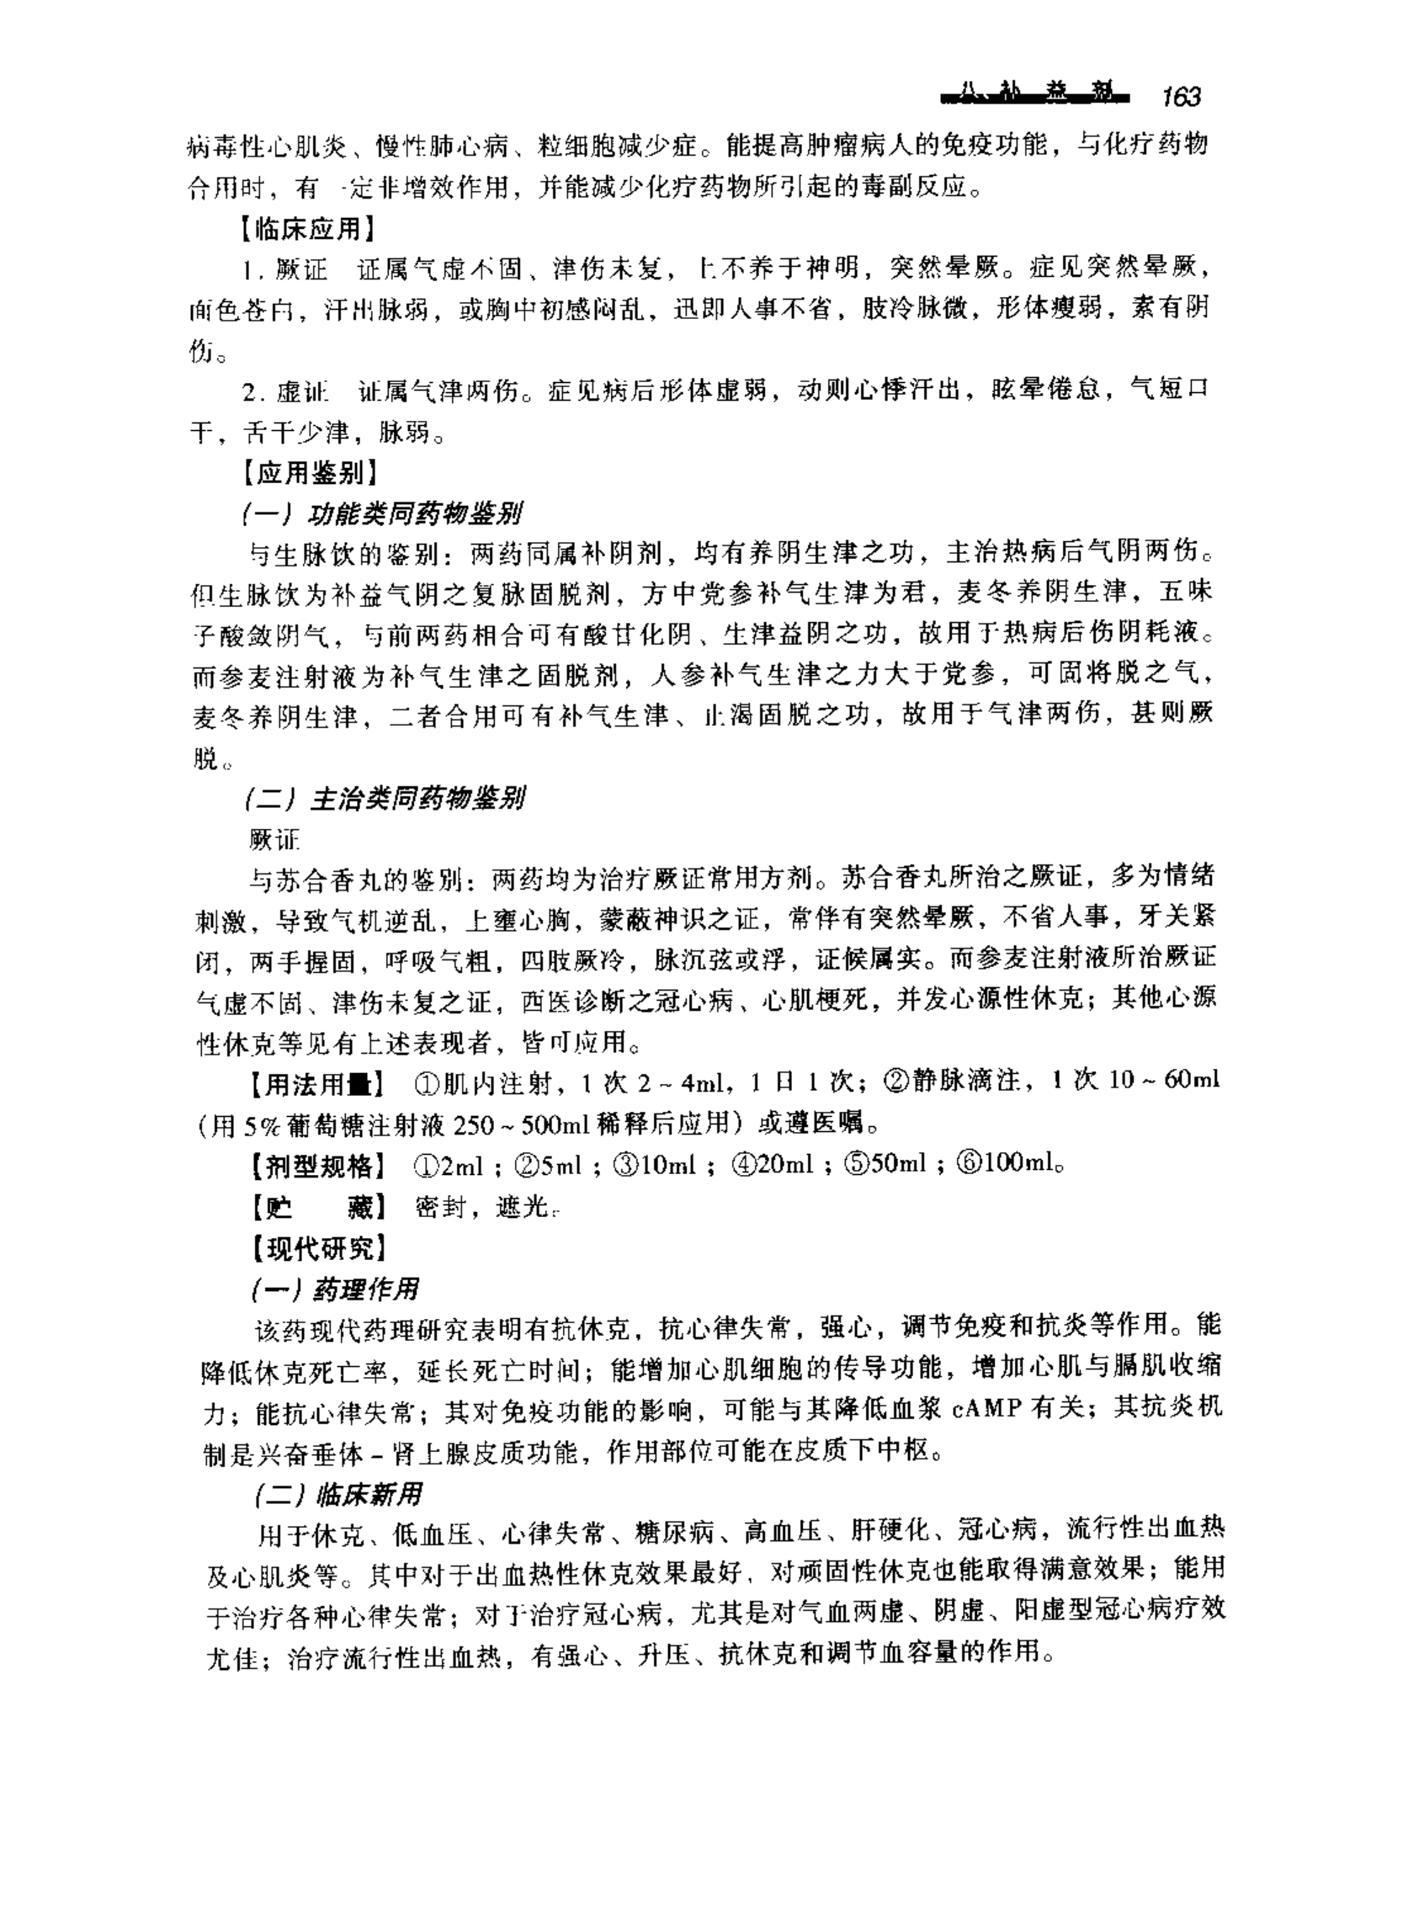 八、补益剂 163
病毒性心肌炎、慢性肺心病、粒细胞减少症。能提高肿瘤病人的免疫功能，与化疗药物
合用时，有一定非增效作用，并能减少化疗药物所引起的毒副反应。
【临床应用】
1. 厥证 证属气虚不固、津伤未复，上不养于神明，突然晕厥。症见突然晕厥，
面色苍白，汗出脉弱，或胸中初感闷乱，迅即人事不省，肢冷脉微，形体瘦弱，素有阴
伤。
2. 虚证 证属气津两伤。症见病后形体虚弱，动则心悸汗出，眩晕倦怠，气短口
干，舌干少津，脉弱。
【应用鉴别】
（一）功能类同药物鉴别
与生脉饮的鉴别：两药同属补阴剂，均有养阴生津之功，主治热病后气阴两伤。
但生脉饮为补益气阴之复脉固脱剂，方中党参补气生津为君，麦冬养阴生津，五味
子酸敛阴气，与前两药相合可有酸甘化阴、生津益阴之功，故用于热病后伤阴耗液。
而参麦注射液为补气生津之固脱剂，人参补气生津之力大于党参，可固将脱之气，
麦冬养阴生津，二者合用可有补气生津、止渴固脱之功，故用于气津两伤，甚则厥
脱。
（二）主治类同药物鉴别
厥证
与苏合香丸的鉴别：两药均为治疗厥证常用方剂。苏合香丸所治之厥证，多为情绪
刺激，导致气机逆乱，上壅心胸，蒙蔽神识之证，常伴有突然晕厥，不省人事，牙关紧
闭，两手握固，呼吸气粗，四肢厥冷，脉沉弦或浮，证候属实。而参麦注射液所治厥证
气虚不固、津伤未复之证，西医诊断之冠心病、心肌梗死，并发心源性休克；其他心源
性休克等见有上述表现者，皆可应用。
【用法用量】 ①肌内注射，1 次 2～4ml，1 日 1 次；②静脉滴注，1 次 10～60ml
（用 5％葡萄糖注射液 250～500ml 稀释后应用）或遵医嘱。
【剂型规格】 ①2ml；②5ml；③10ml；④20ml；⑤50ml；⑥100ml。
【贮 藏】 密封，遮光。
【现代研究】
（一）药理作用
该药现代药理研究表明有抗休克，抗心律失常，强心，调节免疫和抗炎等作用。能
降低休克死亡率，延长死亡时间；能增加心肌细胞的传导功能，增加心肌与膈肌收缩
力；能抗心律失常；其对免疫功能的影响，可能与其降低血浆 cAMP 有关；其抗炎机
制是兴奋垂体－肾上腺皮质功能，作用部位可能在皮质下中枢。
（二）临床新用
用于休克、低血压、心律失常、糖尿病、高血压、肝硬化、冠心病，流行性出血热
及心肌炎等。其中对于出血热性休克效果最好，对顽固性休克也能取得满意效果；能用
于治疗各种心律失常；对于治疗冠心病，尤其是对气血两虚、阴虚、阳虚型冠心病疗效
尤佳；治疗流行性出血热，有强心、升压、抗休克和调节血容量的作用。